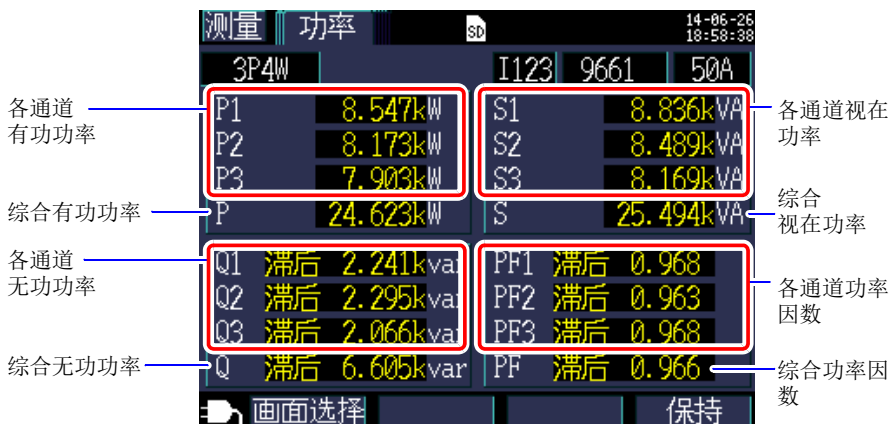 测量 功率 SD 14-06-26
18:58:38
3P4W I123 9661 50A
各通道
有功功率
P1 8.547kW
P2 8.173kW
P3 7.903kW
综合有功功率
P 24.623kW
S1 8.836kVA
S2 8.489kVA
S3 8.169kVA
S 25.494kVA
各通道视在
功率
综合
视在功率
各通道
无功功率
Q1 滞后 2.241kvar
Q2 滞后 2.295kvar
Q3 滞后 2.066kvar
综合无功功率
Q 滞后 6.605kvar
PF1 滞后 0.968
PF2 滞后 0.963
PF3 滞后 0.968
PF 滞后 0.966
各通道功率
因数
综合功率因
数
画面选择 保持